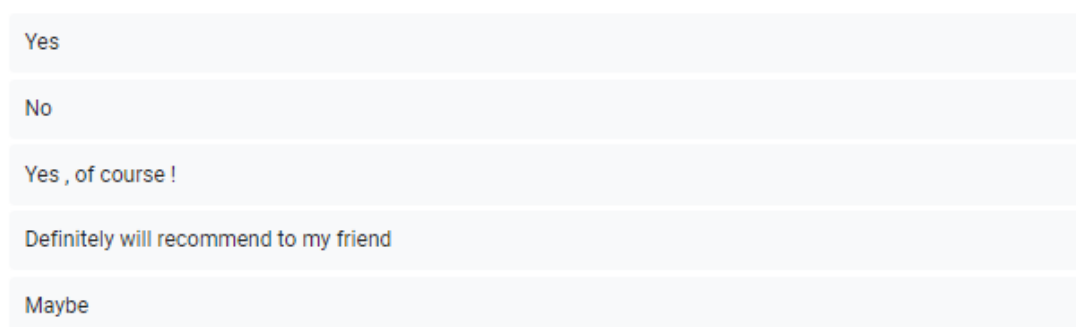 Yes
No
Yes , of course !
Definitely will recommend to my friend
Maybe